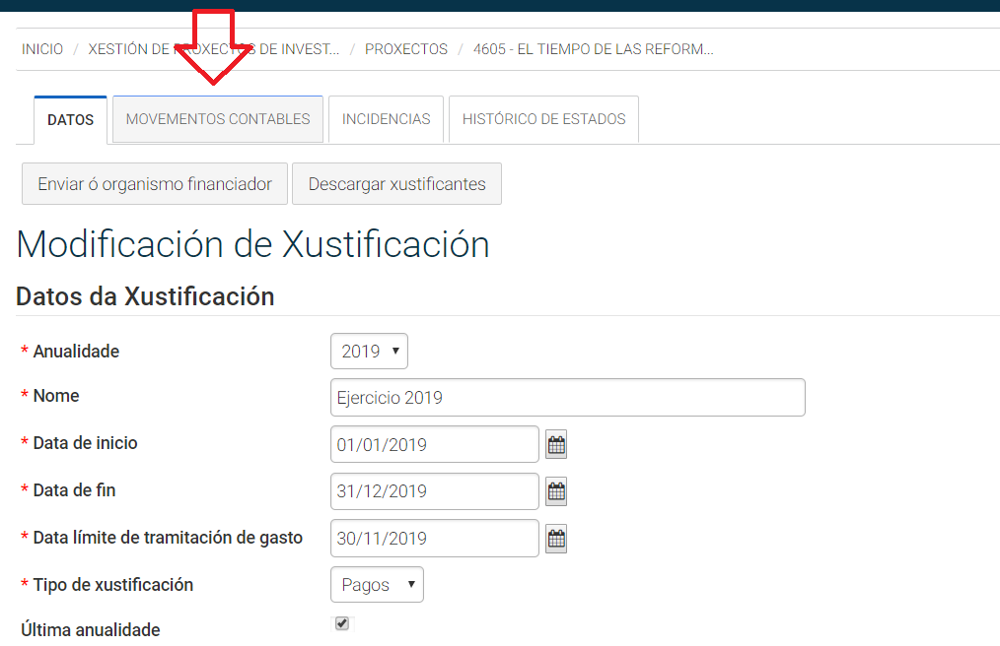 INICIO / XESTIÓN DE PROXECTOS DE INVEST... / PROXECTOS / 4605 - EL TIEMPO DE LAS REFORM...
DATOS MOVEMENTOS CONTABLES INCIDENCIAS HISTÓRICO DE ESTADOS
Enviar ó organismo financiador Descargar xustificantes
Modificación de Xustificación
Datos da Xustificación
* Anualidade 2019
* Nome Ejercicio 2019
* Data de inicio 01/01/2019
* Data de fin 31/12/2019
* Data límite de tramitación de gasto 30/11/2019
* Tipo de xustificación Pagos
Última anualidade